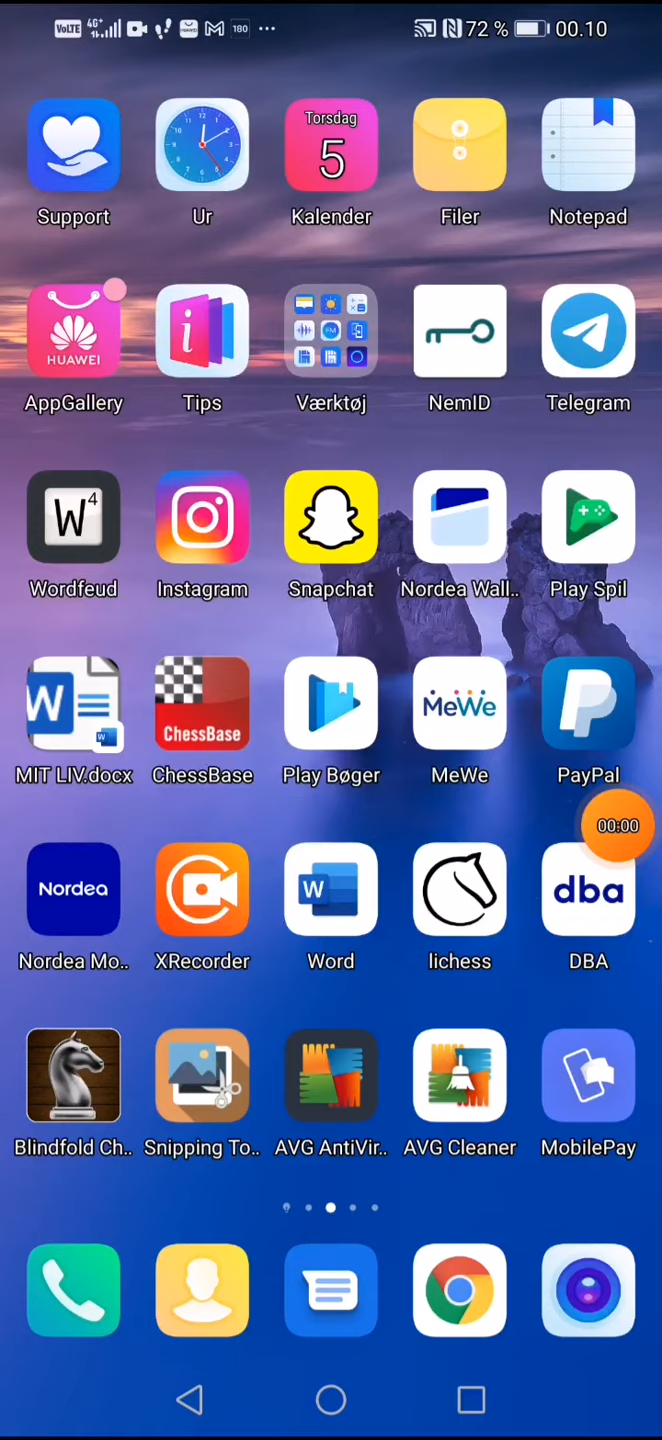 VoLTE 4G+ 180 ... 72 % 00.10
Torsdag
5
Support Ur Kalender Filer Notepad
HUAWEI
AppGallery Tips Værktøj NemID Telegram
W4
Wordfeud Instagram Snapchat Nordea Wall.. Play Spil
W ChessBase MeWe
MIT LIV.docx ChessBase Play Bøger MeWe PayPal
00:00
Nordea W dba
Nordea Mo.. XRecorder Word lichess DBA
Blindfold Ch.. Snipping To.. AVG AntiVir.. AVG Cleaner MobilePay